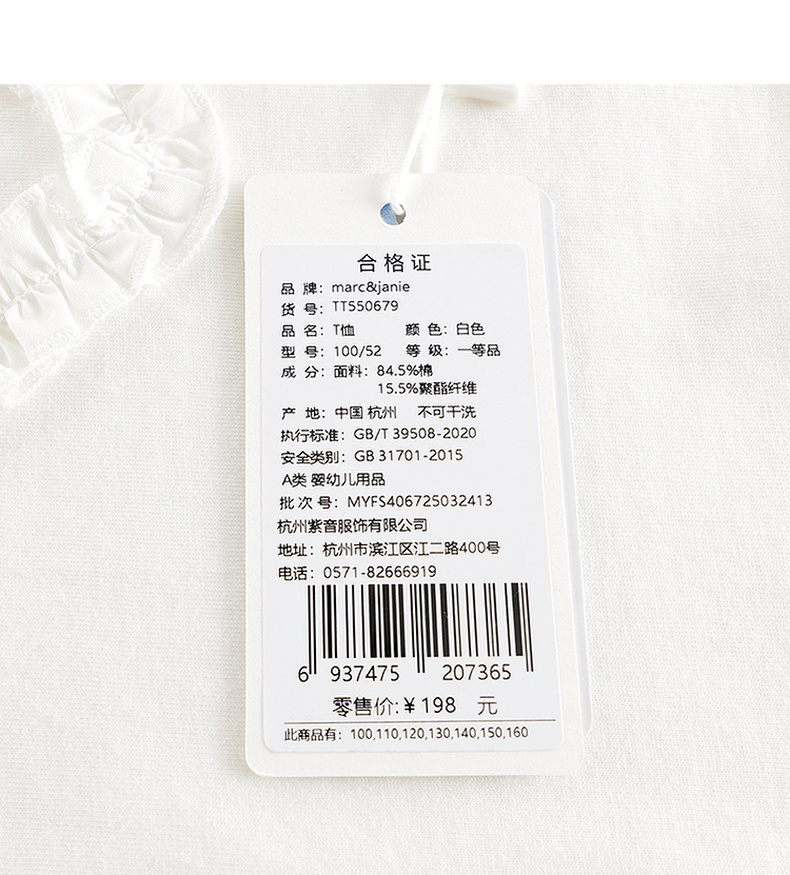 合格证
品 牌：marc&janie
货 号：TT550679
品 名：T恤 颜 色：白色
型 号：100/52 等 级：一等品
成 分：面料：84.5%棉
15.5%聚酯纤维
产 地：中国 杭州 不可干洗
执行标准：GB/T 39508-2020
安全类别：GB 31701-2015
A类 婴幼儿用品
批 次 号：MYFS406725032413
杭州紫音服饰有限公司
地址：杭州市滨江区江二路400号
电话：0571-82666919
6 937475 207365
零售价:¥198 元
此商品有：100,110,120,130,140,150,160